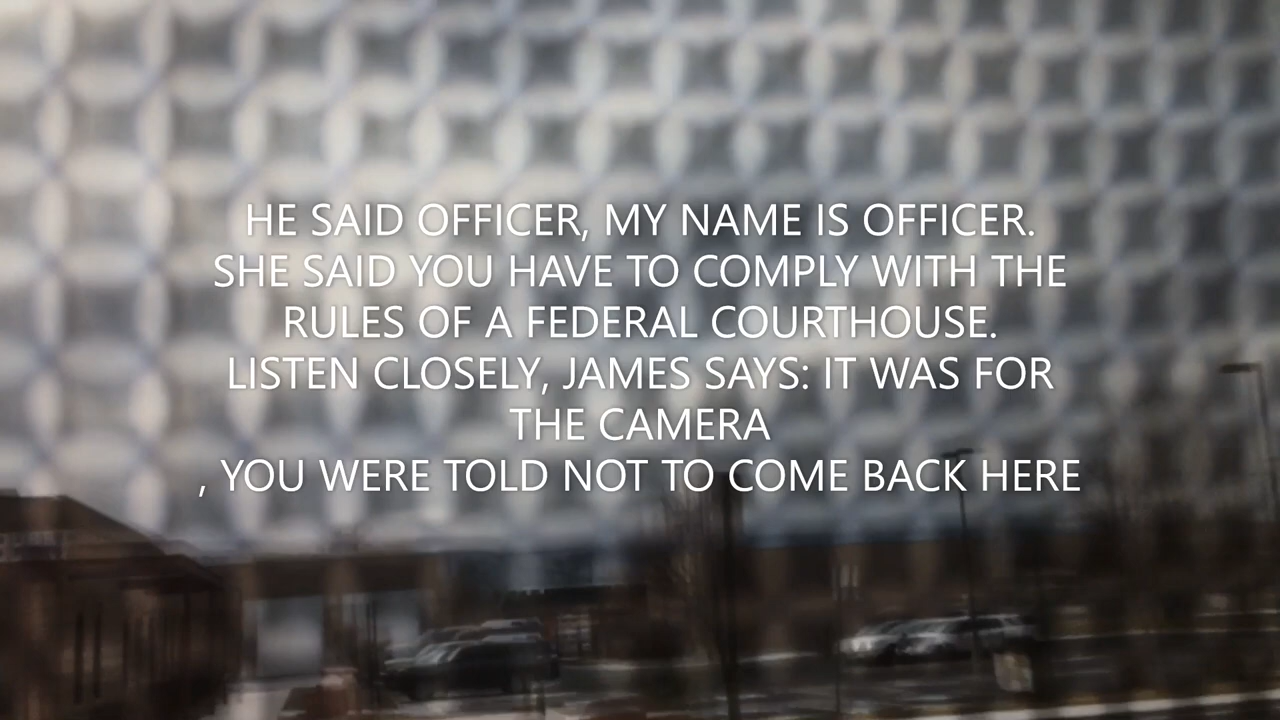 HE SAID OFFICER, MY NAME IS OFFICER.
SHE SAID YOU HAVE TO COMPLY WITH THE
RULES OF A FEDERAL COURTHOUSE.
LISTEN CLOSELY, JAMES SAYS: IT WAS FOR
THE CAMERA
, YOU WERE TOLD NOT TO COME BACK HERE